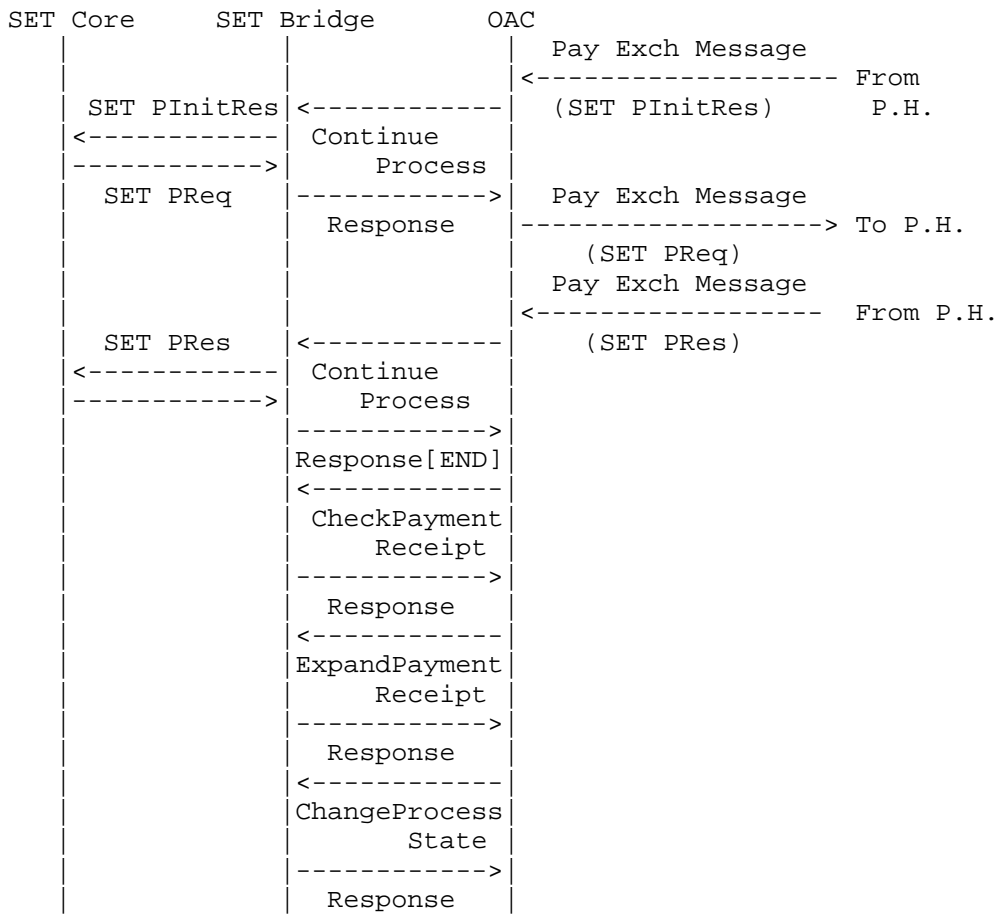 SET Core     SET Bridge       OAC
   |             |             |  Pay Exch Message
   |             |             |<------------------- From
   | SET PInitRes|<------------|  (SET PInitRes)     P.H.
   |<------------| Continue    |
   |------------>|     Process |
   |  SET PReq   |------------>|  Pay Exch Message
   |             |  Response   |-------------------> To P.H.
   |             |             |    (SET PReq)
   |             |             |  Pay Exch Message
   |             |             |<------------------  From P.H.
   |  SET PRes   |<------------|    (SET PRes)
   |<------------| Continue    |
   |------------>|    Process  |
   |             |------------>|
   |             |Response[END]|
   |             |<------------|
   |             | CheckPayment|
   |             |     Receipt |
   |             |------------>|
   |             |  Response   |
   |             |<------------|
   |             |ExpandPayment|
   |             |     Receipt |
   |             |------------>|
   |             |  Response   |
   |             |<------------|
   |             |ChangeProcess|
   |             |       State |
   |             |------------>|
   |             |  Response   |